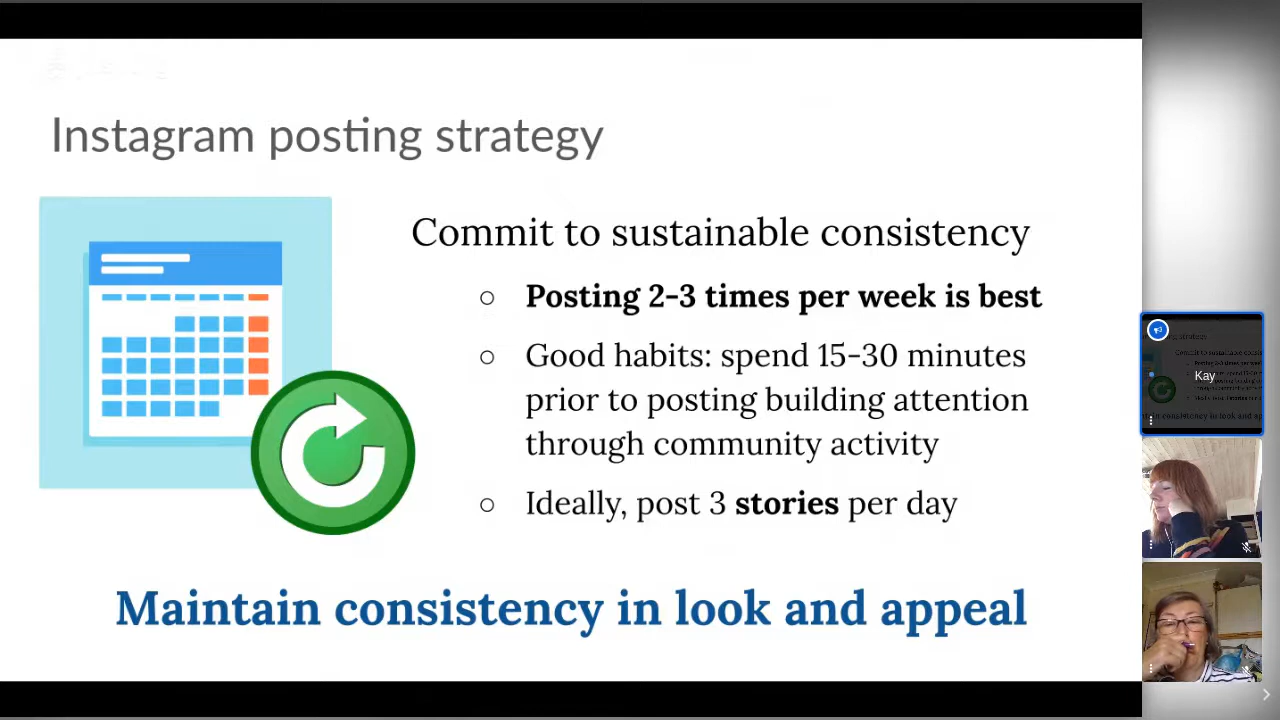 Instagram posting strategy
Commit to sustainable consistency
○ Posting 2-3 times per week is best
○ Good habits: spend 15-30 minutes
prior to posting building attention
through community activity
○ Ideally, post 3 stories per day
Maintain consistency in look and appeal
Kay